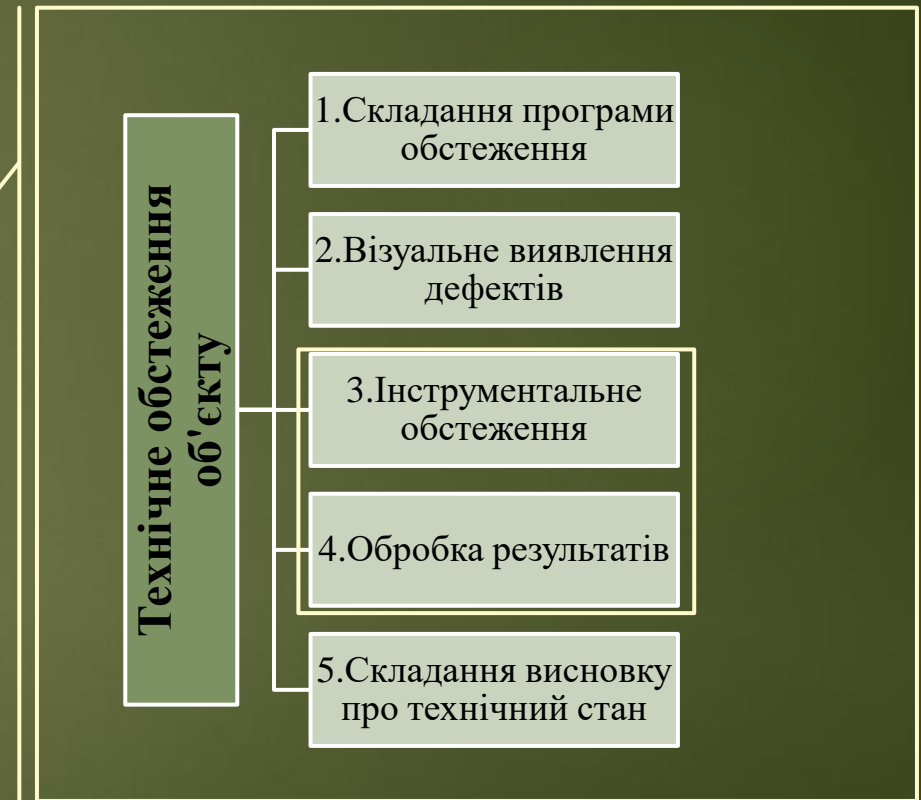 Технічне обстеження
об'єкту
1.Складання програми
обстеження
2.Візуальне виявлення
дефектів
3.Інструментальне
обстеження
4.Обробка результатів
5.Складання висновку
про технічний стан